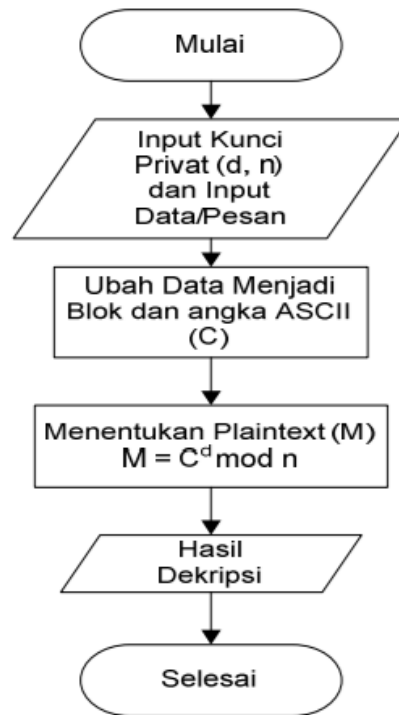 Mulai
Input Kunci
Privat (d, n)
dan Input
Data/Pesan
Ubah Data Menjadi
Blok dan angka ASCII
(C)
Menentukan Plaintext (M)
M = C^d mod n
Hasil
Dekripsi
Selesai